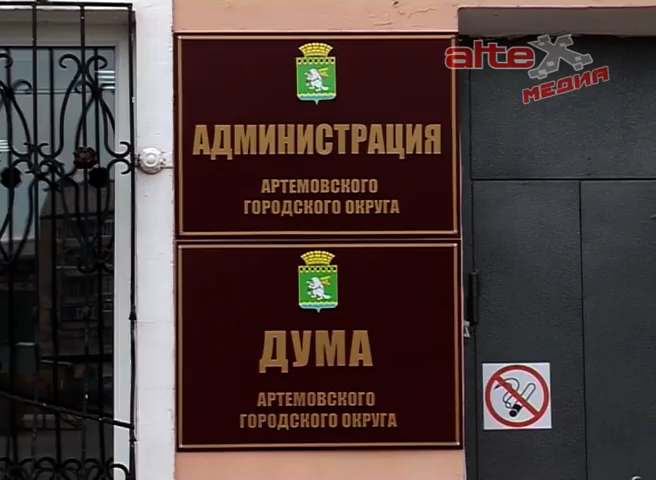 АДМИНИСТРАЦИЯ
АРТЕМОВСКОГО
ГОРОДСКОГО ОКРУГА
ДУМА
АРТЕМОВСКОГО
ГОРОДСКОГО ОКРУГА
alteX
МЕДИА